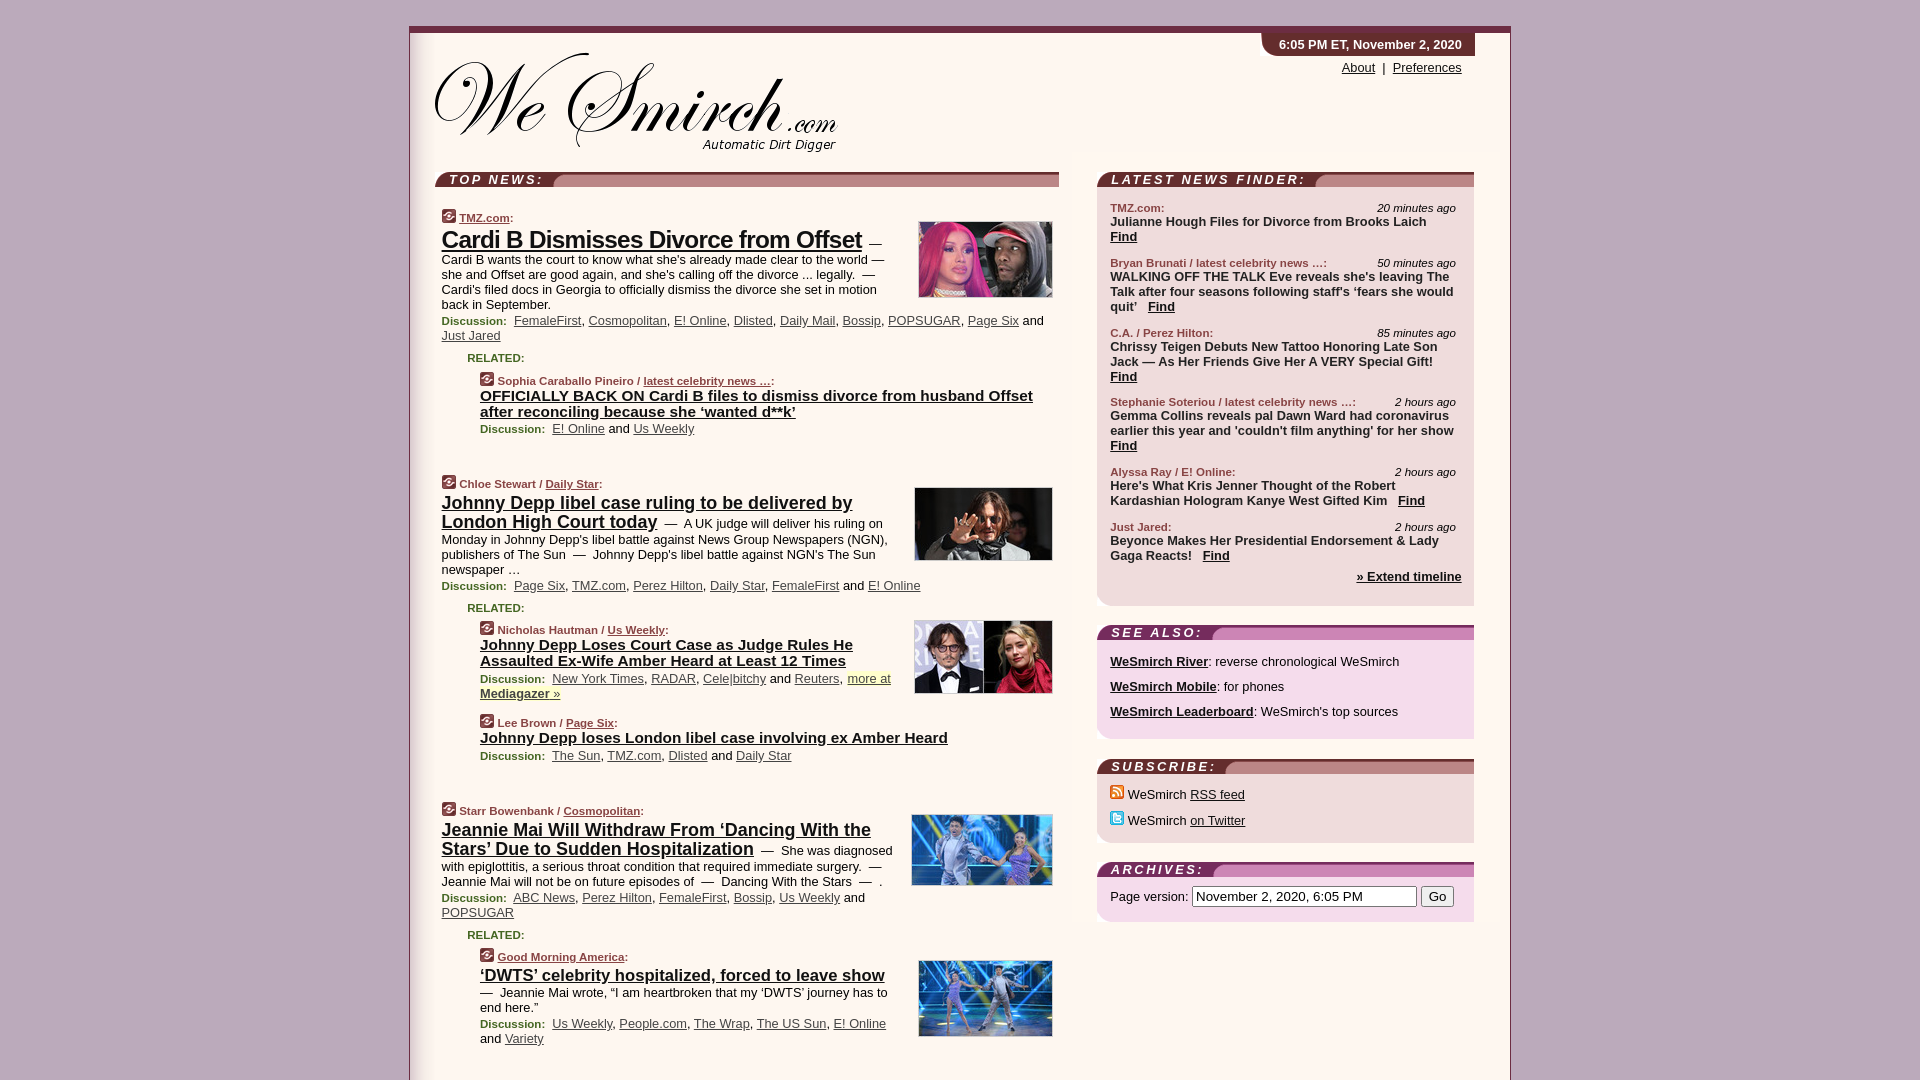 6:05 PM ET, November 2, 2020
About | Preferences
We Smirch .com
Automatic Dirt Digger
TOP NEWS:
TMZ.com:
Cardi B Dismisses Divorce from Offset —
Cardi B wants the court to know what she's already made clear to the world —
she and Offset are good again, and she's calling off the divorce ... legally. —
Cardi's filed docs in Georgia to officially dismiss the divorce she set in motion
back in September.
Discussion: FemaleFirst, Cosmopolitan, E! Online, Dlisted, Daily Mail, Bossip, POPSUGAR, Page Six and
Just Jared
RELATED:
Sophia Caraballo Pineiro / latest celebrity news …:
OFFICIALLY BACK ON Cardi B files to dismiss divorce from husband Offset
after reconciling because she ‘wanted d**k’
Discussion: E! Online and Us Weekly
Chloe Stewart / Daily Star:
Johnny Depp libel case ruling to be delivered by
London High Court today — A UK judge will deliver his ruling on
Monday in Johnny Depp's libel battle against News Group Newspapers (NGN),
publishers of The Sun — Johnny Depp's libel battle against NGN's The Sun
newspaper …
Discussion: Page Six, TMZ.com, Perez Hilton, Daily Star, FemaleFirst and E! Online
RELATED:
Nicholas Hautman / Us Weekly:
Johnny Depp Loses Court Case as Judge Rules He
Assaulted Ex-Wife Amber Heard at Least 12 Times
Discussion: New York Times, RADAR, Cele|bitchy and Reuters, more at
Mediagazer »
Lee Brown / Page Six:
Johnny Depp loses London libel case involving ex Amber Heard
Discussion: The Sun, TMZ.com, Dlisted and Daily Star
Starr Bowenbank / Cosmopolitan:
Jeannie Mai Will Withdraw From ‘Dancing With the
Stars’ Due to Sudden Hospitalization — She was diagnosed
with epiglottitis, a serious throat condition that required immediate surgery. —
Jeannie Mai will not be on future episodes of — Dancing With the Stars — .
Discussion: ABC News, Perez Hilton, FemaleFirst, Bossip, Us Weekly and
POPSUGAR
RELATED:
Good Morning America:
‘DWTS’ celebrity hospitalized, forced to leave show
— Jeannie Mai wrote, “I am heartbroken that my ‘DWTS’ journey has to
end here.”
Discussion: Us Weekly, People.com, The Wrap, The US Sun, E! Online
and Variety
LATEST NEWS FINDER:
TMZ.com: 20 minutes ago
Julianne Hough Files for Divorce from Brooks Laich
Find
Bryan Brunati / latest celebrity news …: 50 minutes ago
WALKING OFF THE TALK Eve reveals she's leaving The
Talk after four seasons following staff's ‘fears she would
quit’ Find
C.A. / Perez Hilton: 85 minutes ago
Chrissy Teigen Debuts New Tattoo Honoring Late Son
Jack — As Her Friends Give Her A VERY Special Gift!
Find
Stephanie Soteriou / latest celebrity news …: 2 hours ago
Gemma Collins reveals pal Dawn Ward had coronavirus
earlier this year and 'couldn't film anything' for her show
Find
Alyssa Ray / E! Online: 2 hours ago
Here's What Kris Jenner Thought of the Robert
Kardashian Hologram Kanye West Gifted Kim Find
Just Jared: 2 hours ago
Beyonce Makes Her Presidential Endorsement & Lady
Gaga Reacts! Find
» Extend timeline
SEE ALSO:
WeSmirch River: reverse chronological WeSmirch
WeSmirch Mobile: for phones
WeSmirch Leaderboard: WeSmirch's top sources
SUBSCRIBE:
WeSmirch RSS feed
WeSmirch on Twitter
ARCHIVES:
Page version: November 2, 2020, 6:05 PM Go